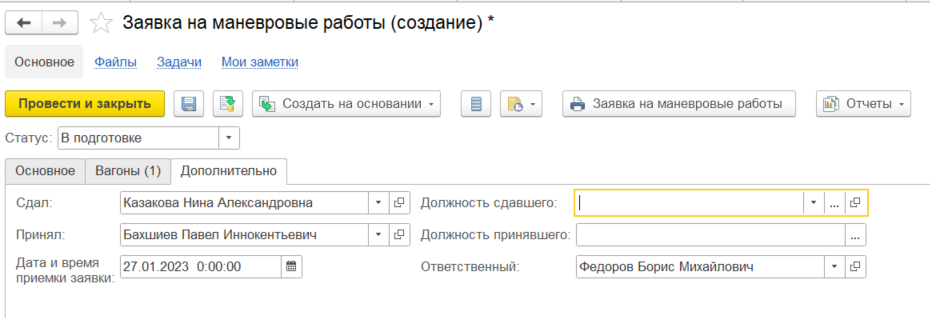 Заявка на маневровые работы (создание) *
Основное Файлы Задачи Мои заметки
Провести и закрыть Создать на основании Заявка на маневровые работы Отчеты
Статус: В подготовке
Основное Вагоны (1) Дополнительно
Сдал: Казакова Нина Александровна Должность сдавшего: ...
Принял: Бахшиев Павел Иннокентьевич Должность принявшего: ...
Дата и время
приемки заявки: 27.01.2023 0:00:00 Ответственный: Федоров Борис Михайлович